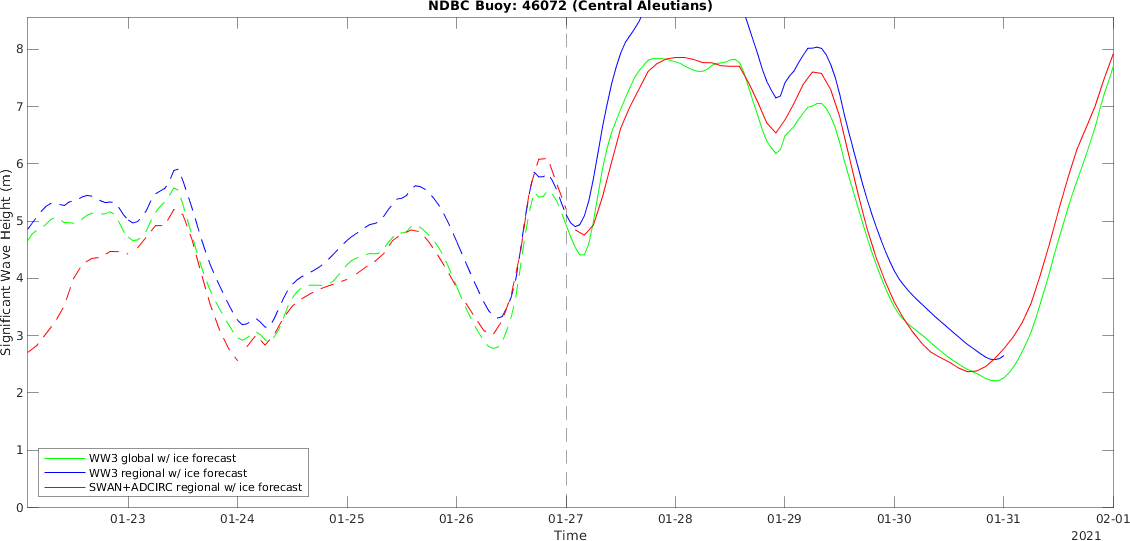 NDBC Buoy: 46072 (Central Aleutians)
Significant Wave Height (m)
8
7
6
5
4
3
2
1
0
WW3 global w/ ice forecast
WW3 regional w/ ice forecast
SWAN+ADCIRC regional w/ ice forecast
01-23 01-24 01-25 01-26 01-27 01-28 01-29 01-30 01-31 02-01
Time
2021